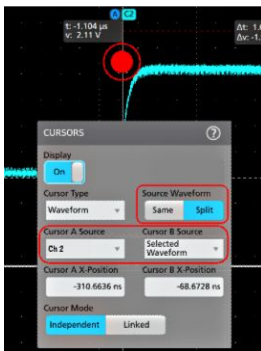 A C2
t: -1.104 µs
v: 2.11 V
Δt: 1.
Δv: -1.
CURSORS
?
Display
On
Cursor Type
Source Waveform
Waveform
Same Split
Cursor A Source
Cursor B Source
Ch 2
Selected
Waveform
Cursor A X-Position
Cursor B X-Position
-310.6636 ns
-68.6728 ns
Cursor Mode
Independent Linked